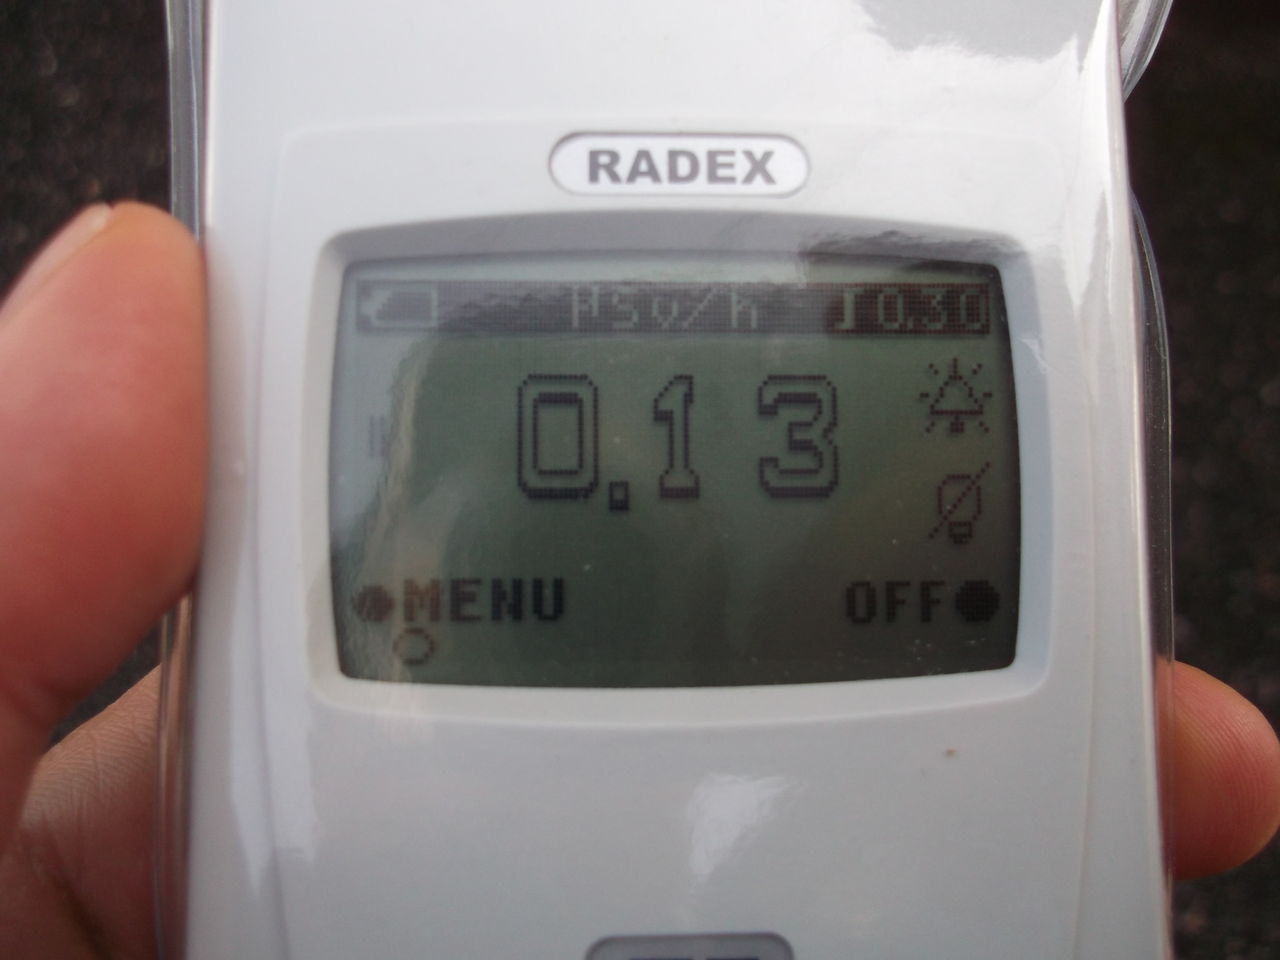 RADEX
μSv/h 0.30
0.13
MENU OFF